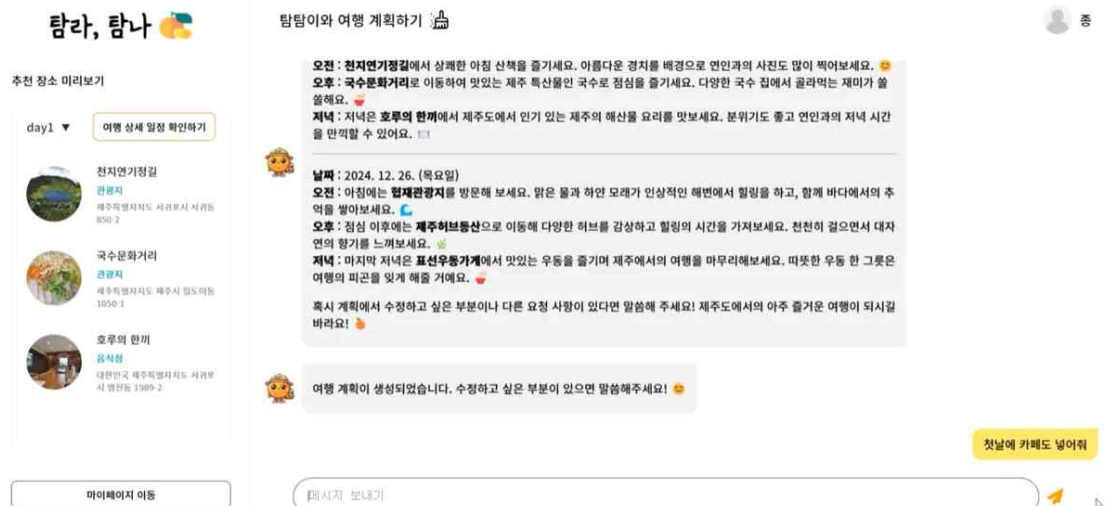 탐라, 탐나
탐탐이와 여행 계획하기
종
추천 장소 미리보기
day1 ▼
여행 상세 일정 확인하기
천지연기정길
관광지
제주특별자치도 서귀포시 서귀동
850-2
국수문화거리
관광지
제주특별자치도 제주시 일도이동
1050-1
호루의 한끼
음식점
대한민국 제주특별자치도 서귀포
시 법전동 1989-2
마이페이지 이동
오전 : 천지연기정길에서 상쾌한 아침 산책을 즐기세요. 아름다운 경치를 배경으로 연인과의 사진도 많이 찍어보세요. 😊
오후 : 국수문화거리로 이동하여 맛있는 제주 특산물인 국수로 점심을 즐기세요. 다양한 국수 집에서 골라먹는 재미가 쏠
쏠해요. 🍜
저녁 : 저녁은 호루의 한끼에서 제주도에서 인기 있는 제주의 해산물 요리를 맛보세요. 분위기도 좋고 연인과의 저녁 시간
을 만끽할 수 있어요.
날짜 : 2024. 12. 26. (목요일)
오전 : 아침에는 협재관광지를 방문해 보세요. 맑은 물과 하얀 모래가 인상적인 해변에서 힐링을 하고, 함께 바다에서의 추
억을 쌓아보세요. 🌊
오후 : 점심 이후에는 제주허브동산으로 이동해 다양한 허브를 감상하고 힐링의 시간을 가져보세요. 천천히 걸으면서 대자
연의 향기를 느껴보세요. 🌿
저녁 : 마지막 저녁은 표선우동가게에서 맛있는 우동을 즐기며 제주에서의 여행을 마무리해보세요. 따뜻한 우동 한 그릇은
여행의 피곤을 잊게 해줄 거예요. 🍜
혹시 계획에서 수정하고 싶은 부분이나 다른 요청 사항이 있다면 말씀해 주세요! 제주도에서의 아주 즐거운 여행이 되시길
바라요! 🍊
여행 계획이 생성되었습니다. 수정하고 싶은 부분이 있으면 말씀해주세요! 😊
첫날에 카페도 넣어줘
메시지 보내기